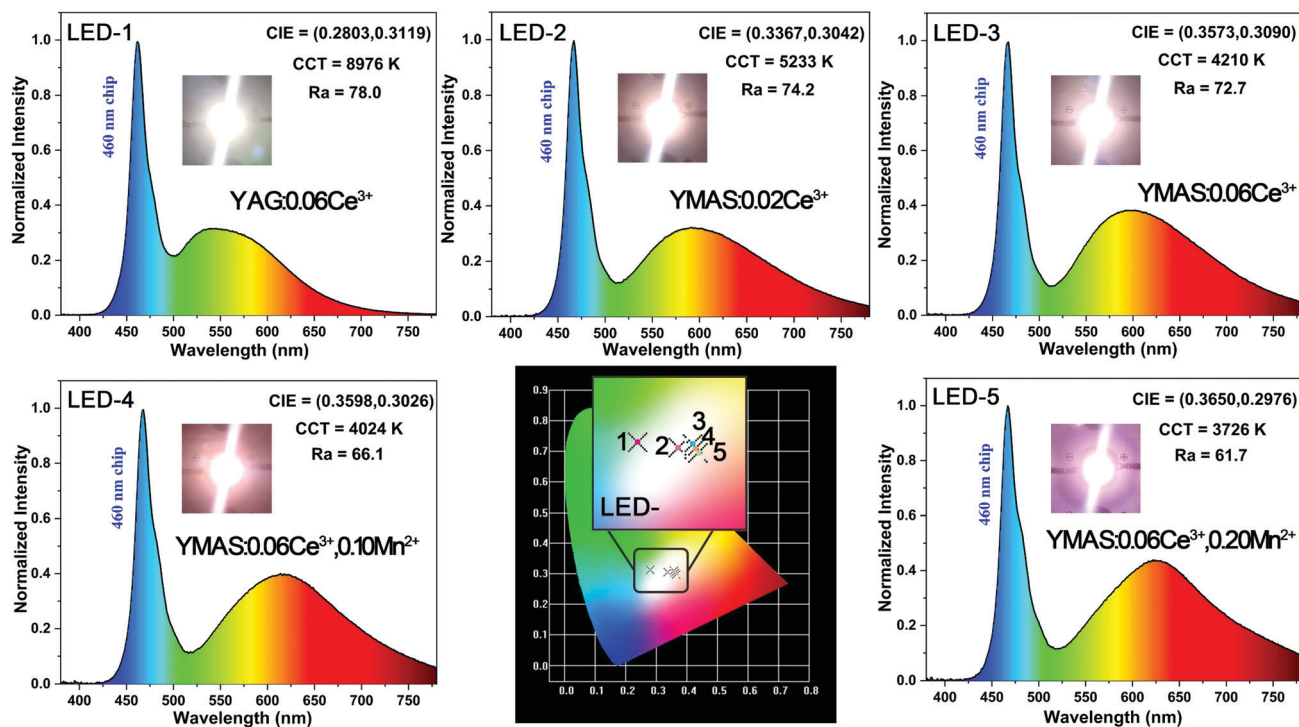 LED-1
CIE = (0.2803,0.3119)
CCT = 8976 K
Ra = 78.0
460 nm chip
YAG:0.06Ce³⁺
Normalized Intensity
1.0
0.8
0.6
0.4
0.2
0.0
400 450 500 550 600 650 700 750
Wavelength (nm)
LED-2
CIE = (0.3367,0.3042)
CCT = 5233 K
Ra = 74.2
460 nm chip
YMAS:0.02Ce³⁺
Normalized Intensity
1.0
0.8
0.6
0.4
0.2
0.0
400 450 500 550 600 650 700 750
Wavelength (nm)
LED-3
CIE = (0.3573,0.3090)
CCT = 4210 K
Ra = 72.7
460 nm chip
YMAS:0.06Ce³⁺
Normalized Intensity
1.0
0.8
0.6
0.4
0.2
0.0
400 450 500 550 600 650 700 750
Wavelength (nm)
LED-4
CIE = (0.3598,0.3026)
CCT = 4024 K
Ra = 66.1
460 nm chip
YMAS:0.06Ce³⁺,0.10Mn²⁺
Normalized Intensity
1.0
0.8
0.6
0.4
0.2
0.0
400 450 500 550 600 650 700 750
Wavelength (nm)
0.9
0.8
0.7
0.6
0.5
0.4
0.3
0.2
0.1
0.0
0.0 0.1 0.2 0.3 0.4 0.5 0.6 0.7 0.8
1
2
3
4
5
LED-
LED-5
CIE = (0.3650,0.2976)
CCT = 3726 K
Ra = 61.7
460 nm chip
YMAS:0.06Ce³⁺,0.20Mn²⁺
Normalized Intensity
1.0
0.8
0.6
0.4
0.2
0.0
400 450 500 550 600 650 700 750
Wavelength (nm)